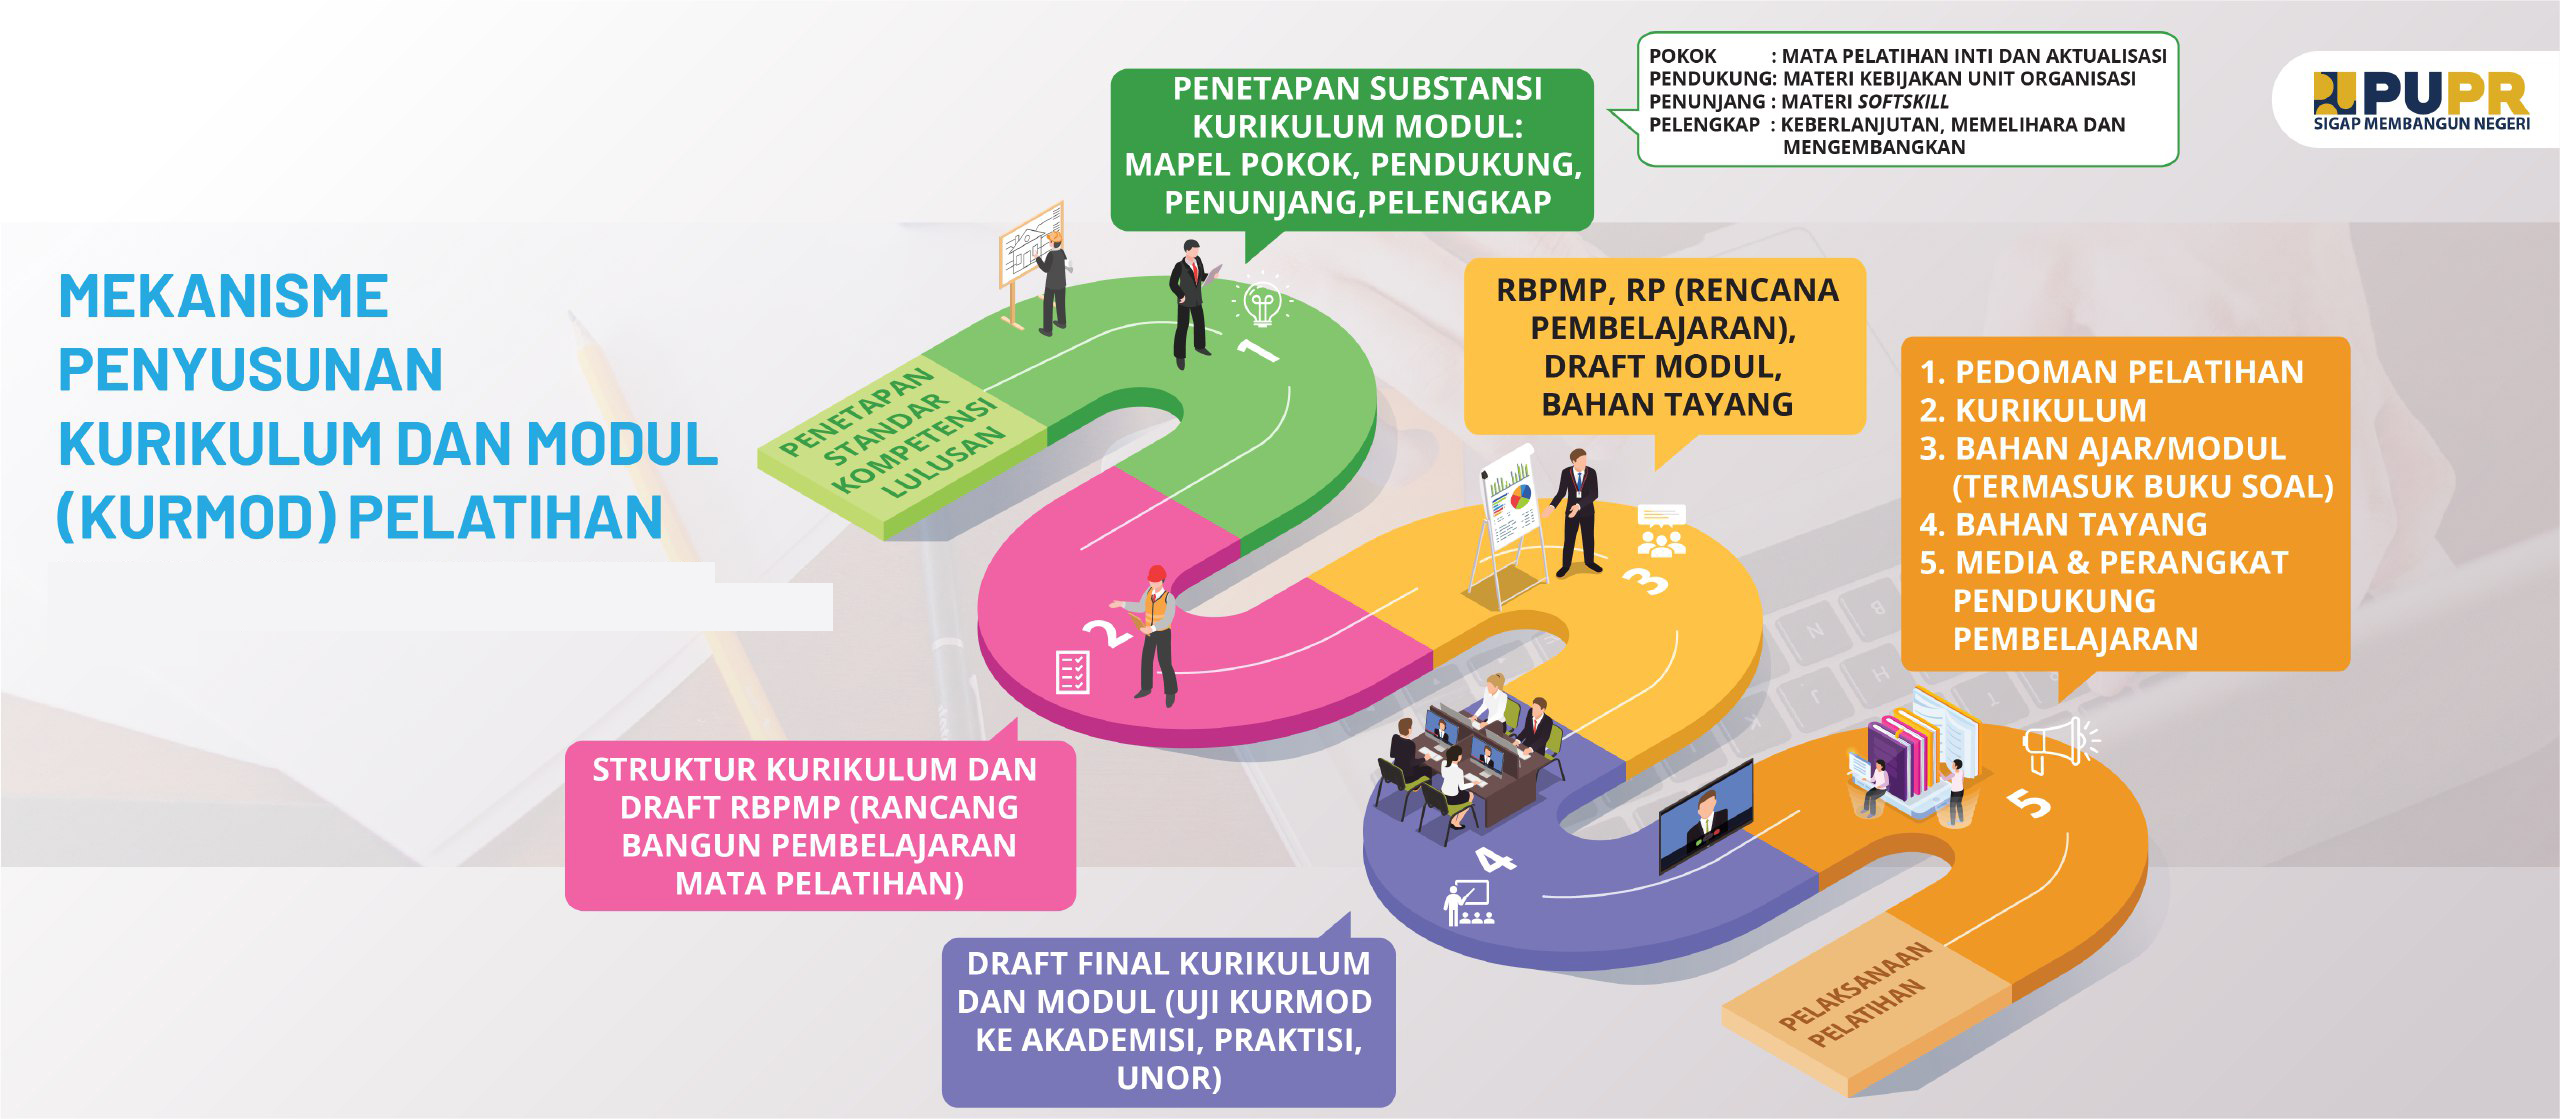 MEKANISME
PENYUSUNAN
KURIKULUM DAN MODUL
(KURMOD) PELATIHAN
PENETAPAN SUBSTANSI
KURIKULUM MODUL:
MAPEL POKOK, PENDUKUNG,
PENUNJANG,PELENGKAP
POKOK : MATA PELATIHAN INTI DAN AKTUALISASI
PENDUKUNG: MATERI KEBIJAKAN UNIT ORGANISASI
PENUNJANG : MATERI SOFTSKILL
PELENGKAP : KEBERLANJUTAN, MEMELIHARA DAN
MENGEMBANGKAN
PUPR
SIGAP MEMBANGUN NEGERI
PENETAPAN
STANDAR
KOMPETENSI
LULUSAN
1
2
STRUKTUR KURIKULUM DAN
DRAFT RBPMP (RANCANG
BANGUN PEMBELAJARAN
MATA PELATIHAN)
RBPMP, RP (RENCANA
PEMBELAJARAN),
DRAFT MODUL,
BAHAN TAYANG
3
4
DRAFT FINAL KURIKULUM
DAN MODUL (UJI KURMOD
KE AKADEMISI, PRAKTISI,
UNOR)
1. PEDOMAN PELATIHAN
2. KURIKULUM
3. BAHAN AJAR/MODUL
(TERMASUK BUKU SOAL)
4. BAHAN TAYANG
5. MEDIA & PERANGKAT
PENDUKUNG
PEMBELAJARAN
5
PELAKSANAAN
PELATIHAN